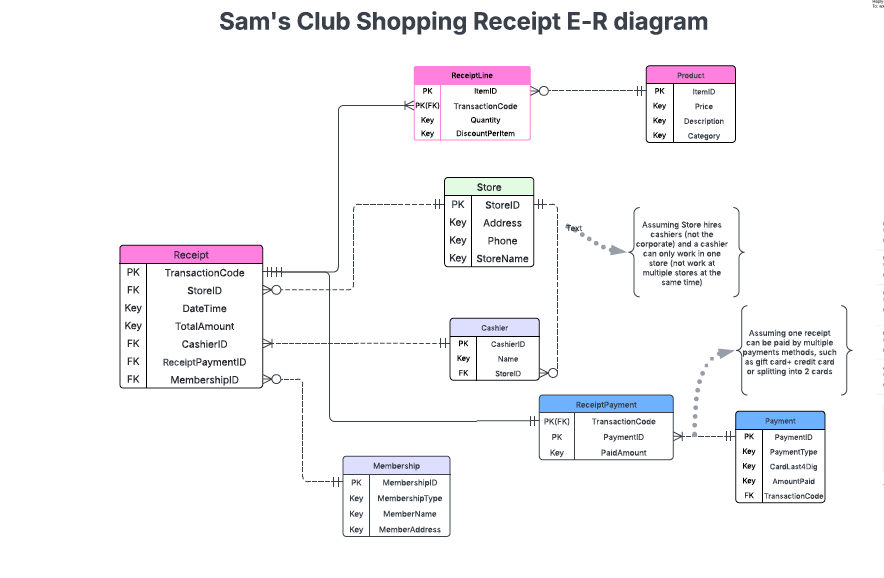 Sam's Club Shopping Receipt E-R diagram
ReceiptLine
PK ItemID
PK(FK) TransactionCode
Key Quantity
Key DiscountPerItem
Product
PK ItemID
Key Price
Key Description
Key Category
Store
PK StoreID
Key Address
Key Phone
Key StoreName
Text
Assuming Store hires
cashiers (not the
corporate) and a cashier
can only work in one
store (not work at
multiple stores at the
same time)
Receipt
PK TransactionCode
FK StoreID
Key DateTime
Key TotalAmount
FK CashierID
FK ReceiptPaymentID
FK MembershipID
Cashier
PK CashierID
Key Name
FK StoreID
Assuming one receipt
can be paid by multiple
payments methods, such
as gift card+ credit card
or splitting into 2 cards
ReceiptPayment
PK(FK) TransactionCode
PK PaymentID
Key PaidAmount
Payment
PK PaymentID
Key PaymentType
Key CardLast4Dig
Key AmountPaid
FK TransactionCode
Membership
PK MembershipID
Key MembershipType
Key MemberName
Key MemberAddress